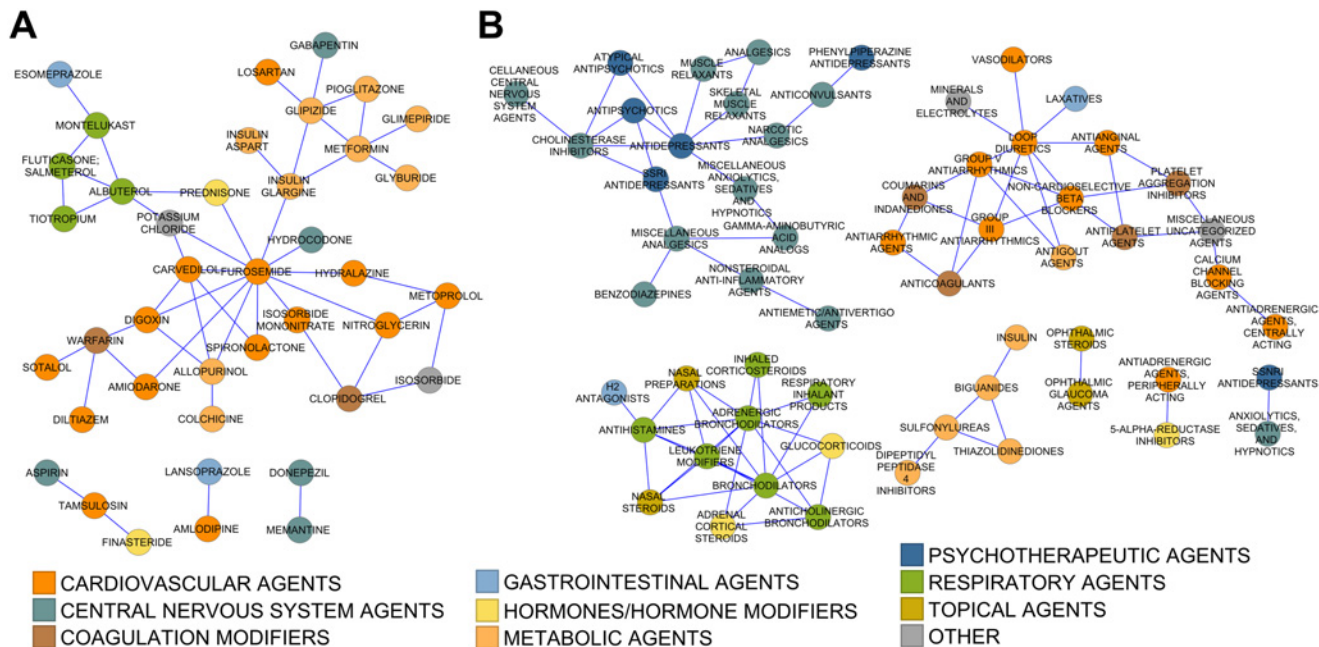 A
GABAPENTIN
ESOMEPRAZOLE
LOSARTAN
PIOGLITAZONE
GLIPIZIDE
GLIMEPIRIDE
MONTELUKAST
INSULIN
ASPART
METFORMIN
FLUTICASONE;
SALMETEROL
PREDNISONE
INSULIN
GLARGINE
GLYBURIDE
ALBUTEROL
TIOTROPIUM
POTASSIUM
CHLORIDE
HYDROCODONE
CARVEDILOL
FUROSEMIDE
HYDRALAZINE
METOPROLOL
DIGOXIN
ISOSORBIDE
MONONITRATE
NITROGLYCERIN
WARFARIN
SPIRONOLACTONE
SOTALOL
ALLOPURINOL
AMIODARONE
ISOSORBIDE
CLOPIDOGREL
DILTIAZEM
COLCHICINE
ASPIRIN
LANSOPRAZOLE
DONEPEZIL
TAMSULOSIN
AMLODIPINE
MEMANTINE
FINASTERIDE
B
ATYPICAL
ANTIPSYCHOTICS
ANALGESICS
PHENYLPIPERAZINE
ANTIDEPRESSANTS
MUSCLE
RELAXANTS
CELLANEOUS
CENTRAL
NERVOUS
SYSTEM
AGENTS
SKELETAL
MUSCLE
RELAXANTS
ANTICONVULSANTS
ANTIPSYCHOTICS
NARCOTIC
ANALGESICS
CHOLINESTERASE
INHIBITORS
ANTIDEPRESSANTS
SSRI
ANTIDEPRESSANTS
MISCELLANEOUS
ANXIOLYTICS,
SEDATIVES
AND
HYPNOTICS
MISCELLANEOUS
ANALGESICS
GAMMA-AMINOBUTYRIC
ACID
ANALOGS
BENZODIAZEPINES
NONSTEROIDAL
ANTI-INFLAMMATORY
AGENTS
ANTIEMETIC/ANTIVERTIGO
AGENTS
VASODILATORS
MINERALS
AND
ELECTROLYTES
LAXATIVES
LOOP
DIURETICS
ANTIANGINAL
AGENTS
GROUP V
ANTIARRHYTHMICS
PLATELET
AGGREGATION
INHIBITORS
COUMARINS
AND
INDANEDIONES
NON-CARDIOSELECTIVE
BETA
BLOCKERS
GROUP
III
ANTIARRHYTHMICS
ANTIPLATELET
AGENTS
MISCELLANEOUS
UNCATEGORIZED
AGENTS
ANTIARRHYTHMIC
AGENTS
ANTIGOUT
AGENTS
ANTICOAGULANTS
CALCIUM
CHANNEL
BLOCKING
AGENTS
ANTIADRENERGIC
AGENTS,
CENTRALLY
ACTING
H2
ANTAGONISTS
NASAL
PREPARATIONS
INHALED
CORTICOSTEROIDS
RESPIRATORY
INHALANT
PRODUCTS
ANTIHISTAMINES
ADRENERGIC
BRONCHODILATORS
LEUKOTRIENE
MODIFIERS
GLUCOCORTICOIDS
BRONCHODILATORS
NASAL
STEROIDS
ADRENAL
CORTICAL
STEROIDS
ANTICHOLINERGIC
BRONCHODILATORS
INSULIN
BIGUANIDES
SULFONYLUREAS
THIAZOLIDINEDIONES
DIPEPTIDYL
PEPTIDASE
4
INHIBITORS
OPHTHALMIC
STEROIDS
OPHTHALMIC
GLAUCOMA
AGENTS
ANTIADRENERGIC
AGENTS,
PERIPHERALLY
ACTING
5-ALPHA-REDUCTASE
INHIBITORS
SSNRI
ANTIDEPRESSANTS
ANXIOLYTICS,
SEDATIVES,
AND
HYPNOTICS
CARDIOVASCULAR AGENTS
CENTRAL NERVOUS SYSTEM AGENTS
COAGULATION MODIFIERS
GASTROINTESTINAL AGENTS
HORMONES/HORMONE MODIFIERS
METABOLIC AGENTS
PSYCHOTHERAPEUTIC AGENTS
RESPIRATORY AGENTS
TOPICAL AGENTS
OTHER